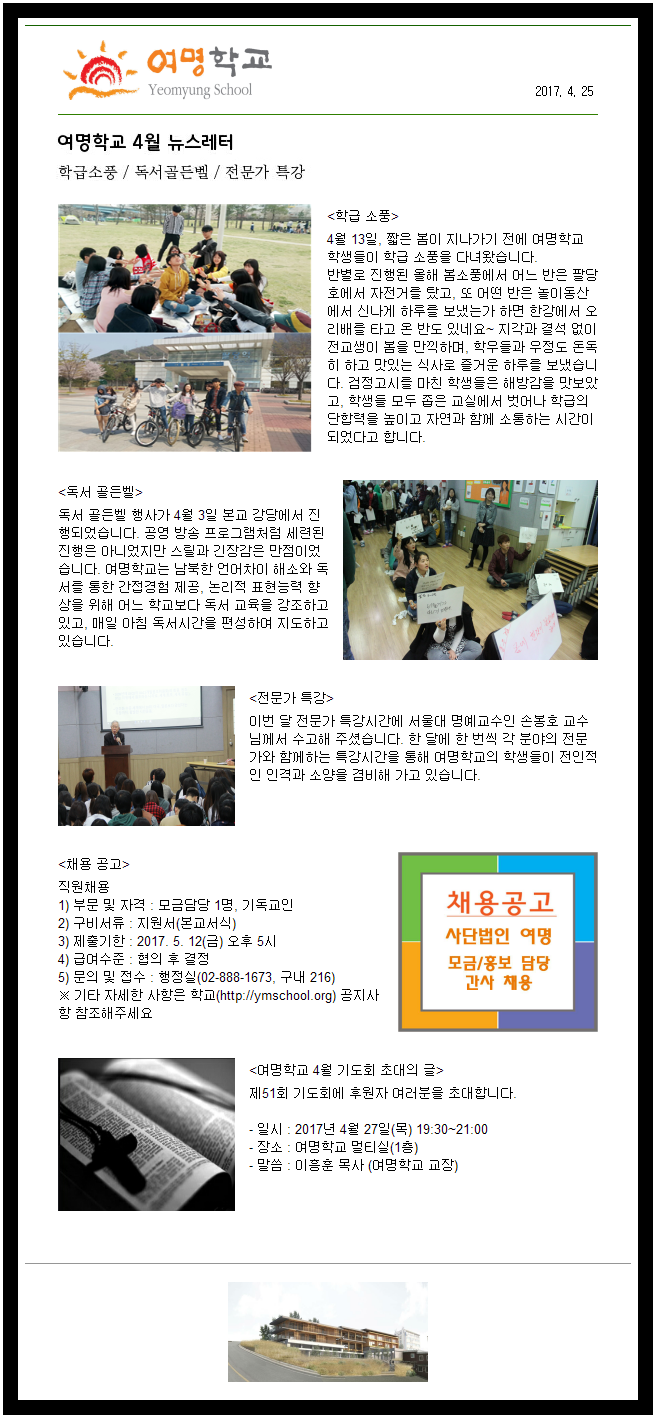 여명학교
Yeomyung School
2017. 4. 25
여명학교 4월 뉴스레터
학급소풍 / 독서골든벨 / 전문가 특강
<학급 소풍>
4월 13일, 짧은 봄이 지나가기 전에 여명학교
학생들이 학급 소풍을 다녀왔습니다.
반별로 진행된 올해 봄소풍에서 어느 반은 팔당
호에서 자전거를 탔고, 또 어떤 반은 놀이동산
에서 신나게 하루를 보냈는가 하면 한강에서 오
리배를 타고 온 반도 있네요~ 지각과 결석 없이
전교생이 봄을 만끽하며, 학우들과 우정도 돈독
히 하고 맛있는 식사로 즐거운 하루를 보냈습니
다. 검정고시를 마친 학생들은 해방감을 맛보았
고, 학생들 모두 좁은 교실에서 벗어나 학급의
단합력을 높이고 자연과 함께 소통하는 시간이
되었다고 합니다.
<독서 골든벨>
독서 골든벨 행사가 4월 3일 본교 강당에서 진
행되었습니다. 공영 방송 프로그램처럼 세련된
진행은 아니었지만 스릴과 긴장감은 만점이었
습니다. 여명학교는 남북한 언어차이 해소와 독
서를 통한 간접경험 제공, 논리적 표현능력 향
상을 위해 어느 학교보다 독서 교육을 강조하고
있고, 매일 아침 독서시간을 편성하여 지도하고
있습니다.
<전문가 특강>
이번 달 전문가 특강시간에 서울대 명예교수인 손봉호 교수
님께서 수고해 주셨습니다. 한 달에 한 번씩 각 분야의 전문
가와 함께하는 특강시간을 통해 여명학교의 학생들이 전인적
인 인격과 소양을 겸비해 가고 있습니다.
<채용 공고>
직원채용
1) 부문 및 자격 : 모금담당 1명, 기독교인
2) 구비서류 : 지원서(본교서식)
3) 제출기한 : 2017. 5. 12(금) 오후 5시
4) 급여수준 : 협의 후 결정
5) 문의 및 접수 : 행정실(02-888-1673, 구내 216)
※ 기타 자세한 사항은 학교(http://ymschool.org) 공지사
항 참조해주세요
채용공고
사단법인 여명
모금/홍보 담당
간사 채용
<여명학교 4월 기도회 초대의 글>
제51회 기도회에 후원자 여러분을 초대합니다.
- 일시 : 2017년 4월 27일(목) 19:30~21:00
- 장소 : 여명학교 멀티실(1층)
- 말씀 : 이흥훈 목사 (여명학교 교장)